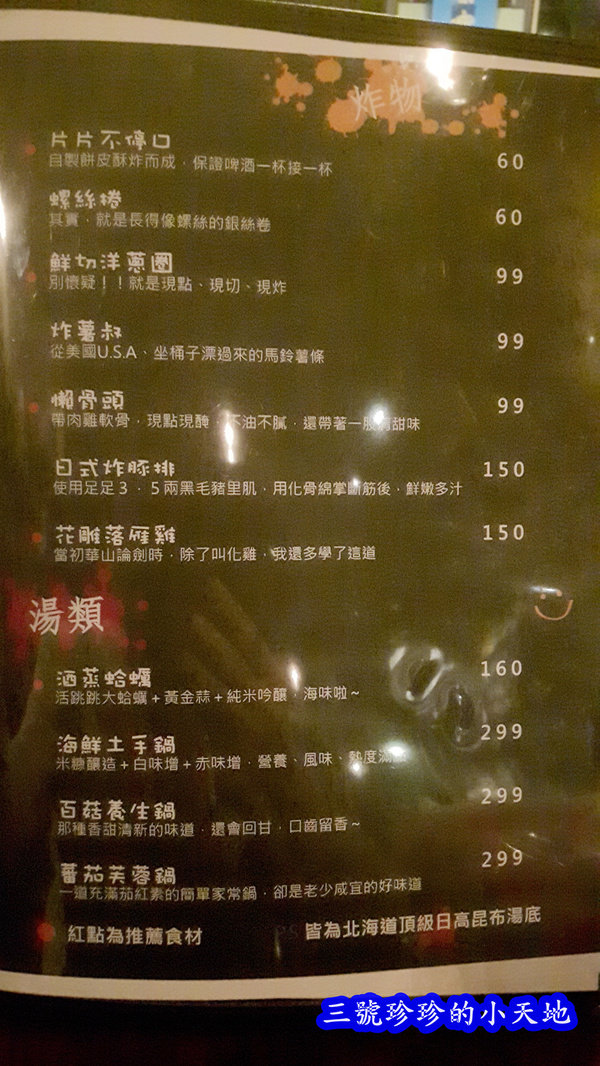 炸物
片片不停口
60
自製餅皮酥炸而成．保證啤酒一杯接一杯
螺絲捲
60
其實．就是長得像螺絲的銀絲卷
鮮切洋蔥圈
99
別懷疑！！就是現點、現切、現炸
炸薯叔
99
從美國U.S.A、坐桶子漂過來的馬鈴薯條
懶骨頭
99
帶肉雞軟骨．現點現醃．不油不膩．還帶著一股 甜味
日式炸豚排
150
使用足足３．５兩黑毛豬里肌．用化骨綿掌斷筋後．鮮嫩多汁
花雕落雁雞
150
當初華山論劍時．除了叫化雞．我還多學了這道
湯類
酒蒸蛤蠣
160
活跳跳大蛤蠣＋黃金蒜＋純米吟釀．海味啦～
海鮮土手鍋
299
米糠釀造＋白味增＋赤味增．營養、風味、熱度滿
百菇養生鍋
299
那種香甜清新的味道．還會回甘．口齒留香～
蕃茄芙蓉鍋
299
一道充滿茄紅素的簡單家常鍋．卻是老少咸宜的好味道
紅點為推薦食材
皆為北海道頂級日高昆布湯底
三號珍珍的小天地